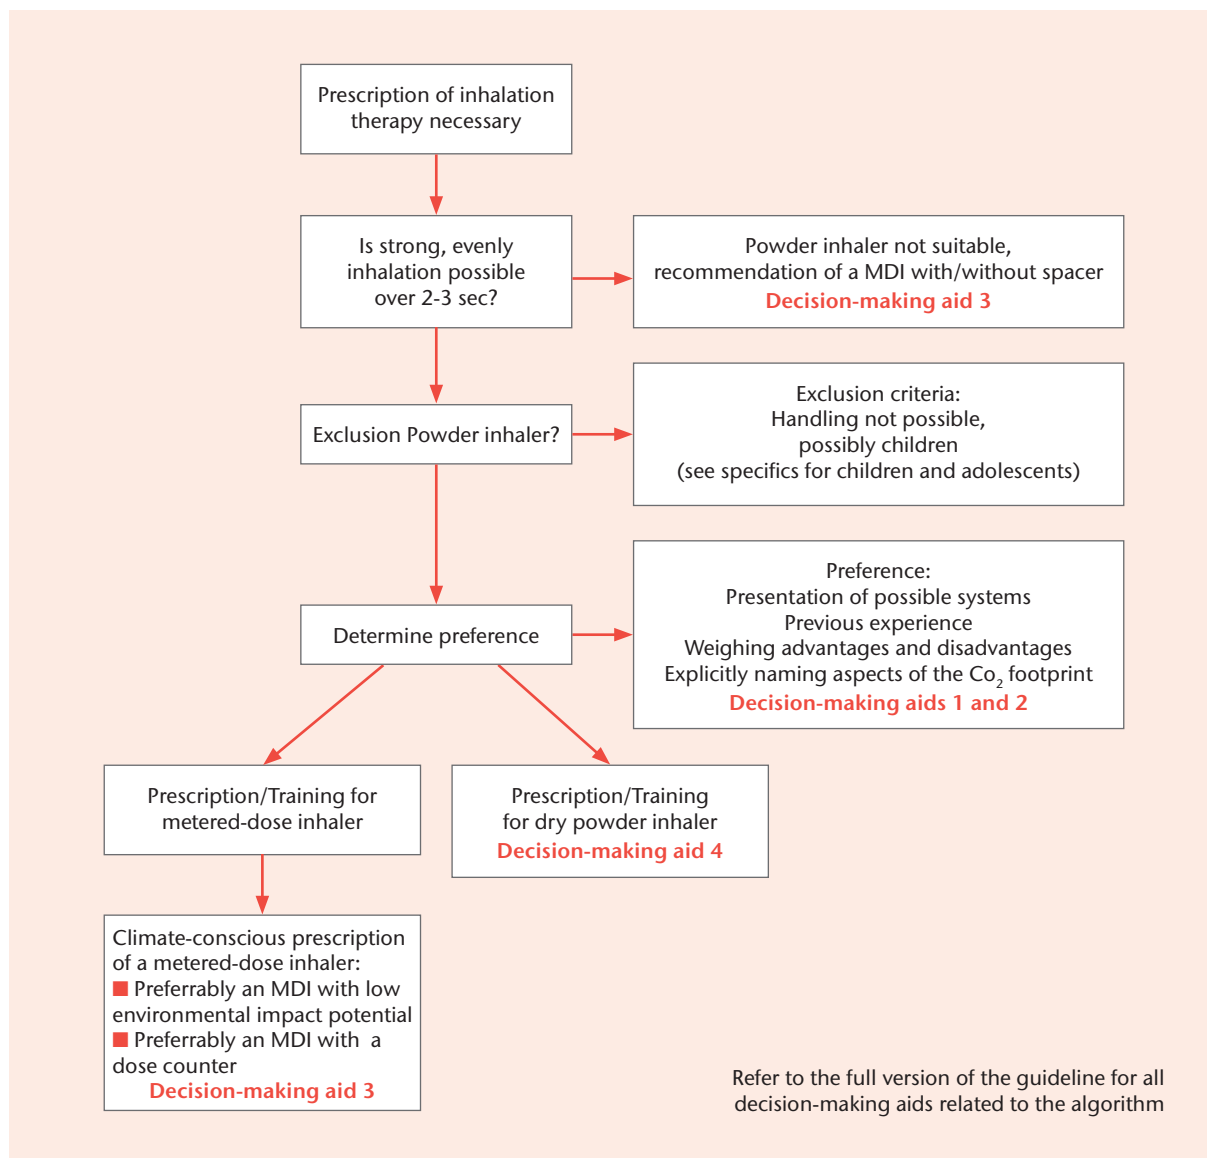 Prescription of inhalation
therapy necessary
Is strong, evenly
inhalation possible
over 2-3 sec?
Powder inhaler not suitable,
recommendation of a MDI with/without spacer
Decision-making aid 3
Exclusion Powder inhaler?
Exclusion criteria:
Handling not possible,
possibly children
(see specifics for children and adolescents)
Determine preference
Preference:
Presentation of possible systems
Previous experience
Weighing advantages and disadvantages
Explicitly naming aspects of the Co₂ footprint
Decision-making aids 1 and 2
Prescription/Training for
metered-dose inhaler
Prescription/Training
for dry powder inhaler
Decision-making aid 4
Climate-conscious prescription
of a metered-dose inhaler:
■ Preferrably an MDI with low
environmental impact potential
■ Preferrably an MDI with a
dose counter
Decision-making aid 3
Refer to the full version of the guideline for all
decision-making aids related to the algorithm